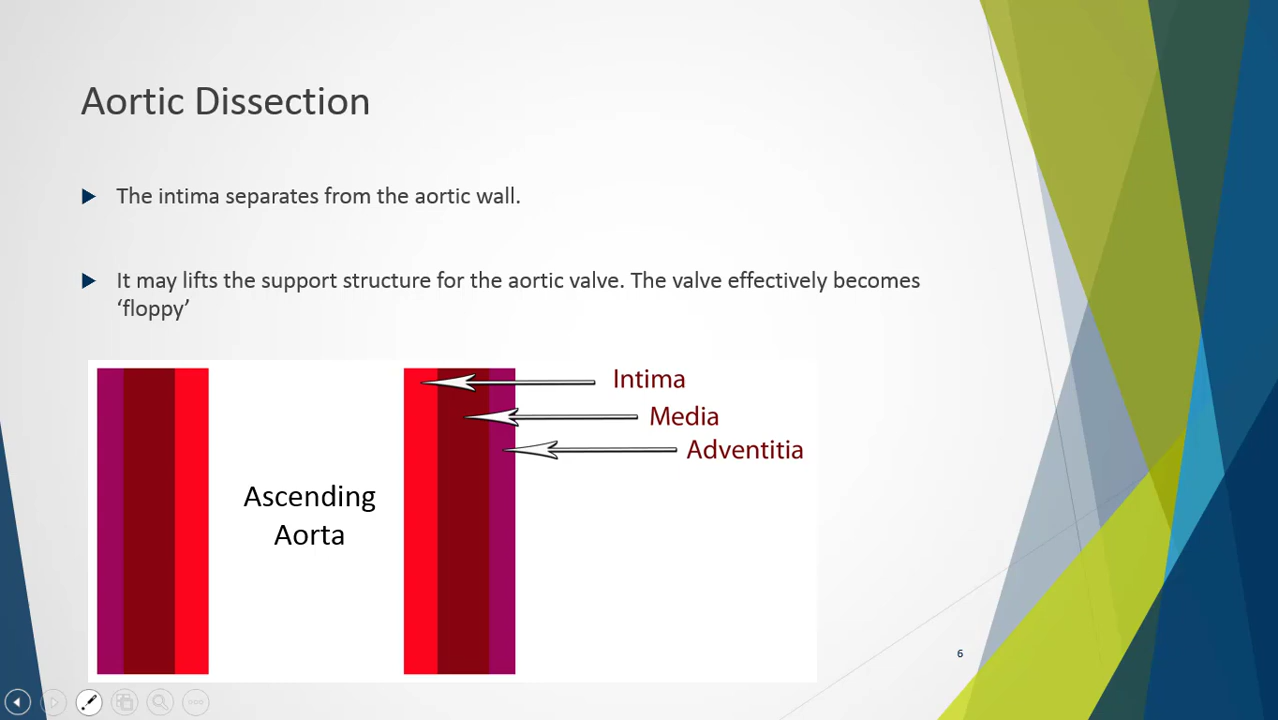 Aortic Dissection
The intima separates from the aortic wall.
It may lifts the support structure for the aortic valve. The valve effectively becomes
‘floppy’
Intima
Media
Adventitia
Ascending
Aorta
6